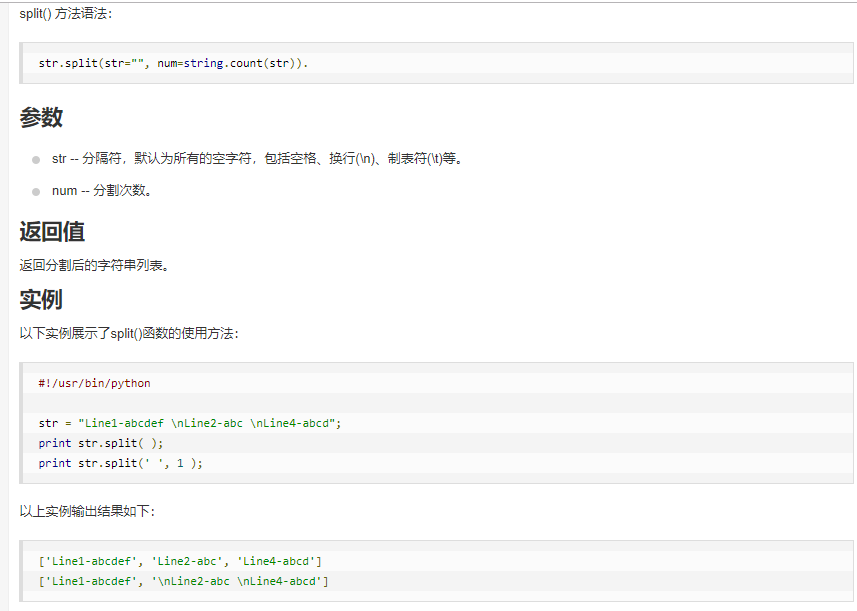 split() 方法语法：
str.split(str="", num=string.count(str)).
参数
str -- 分隔符，默认为所有的空字符，包括空格、换行(\n)、制表符(\t)等。
num -- 分割次数。
返回值
返回分割后的字符串列表。
实例
以下实例展示了split()函数的使用方法：
#!/usr/bin/python
str = "Line1-abcdef \nLine2-abc \nLine4-abcd";
print str.split( );
print str.split(' ', 1 );
以上实例输出结果如下：
['Line1-abcdef', 'Line2-abc', 'Line4-abcd']
['Line1-abcdef', '\nLine2-abc \nLine4-abcd']